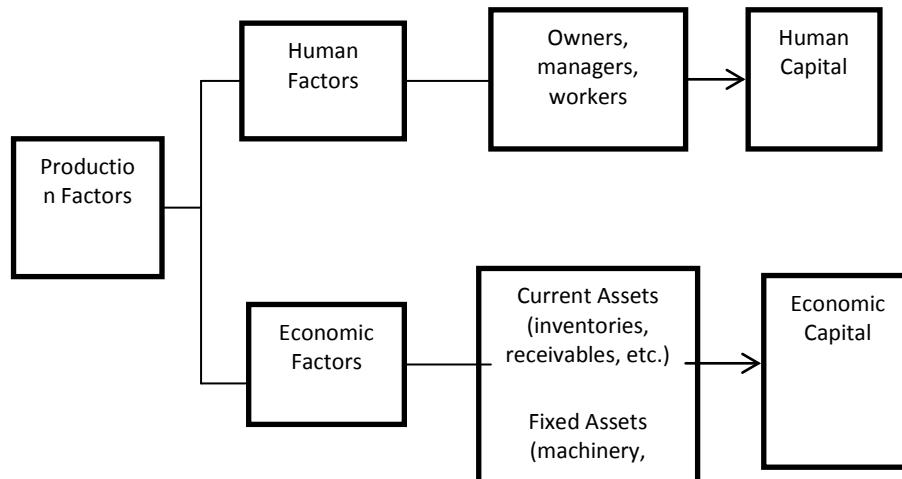 Human
Factors
Owners,
managers,
workers
Human
Capital
Productio
n Factors
Economic
Factors
Current Assets
(inventories,
receivables, etc.)
Fixed Assets
(machinery,
Economic
Capital